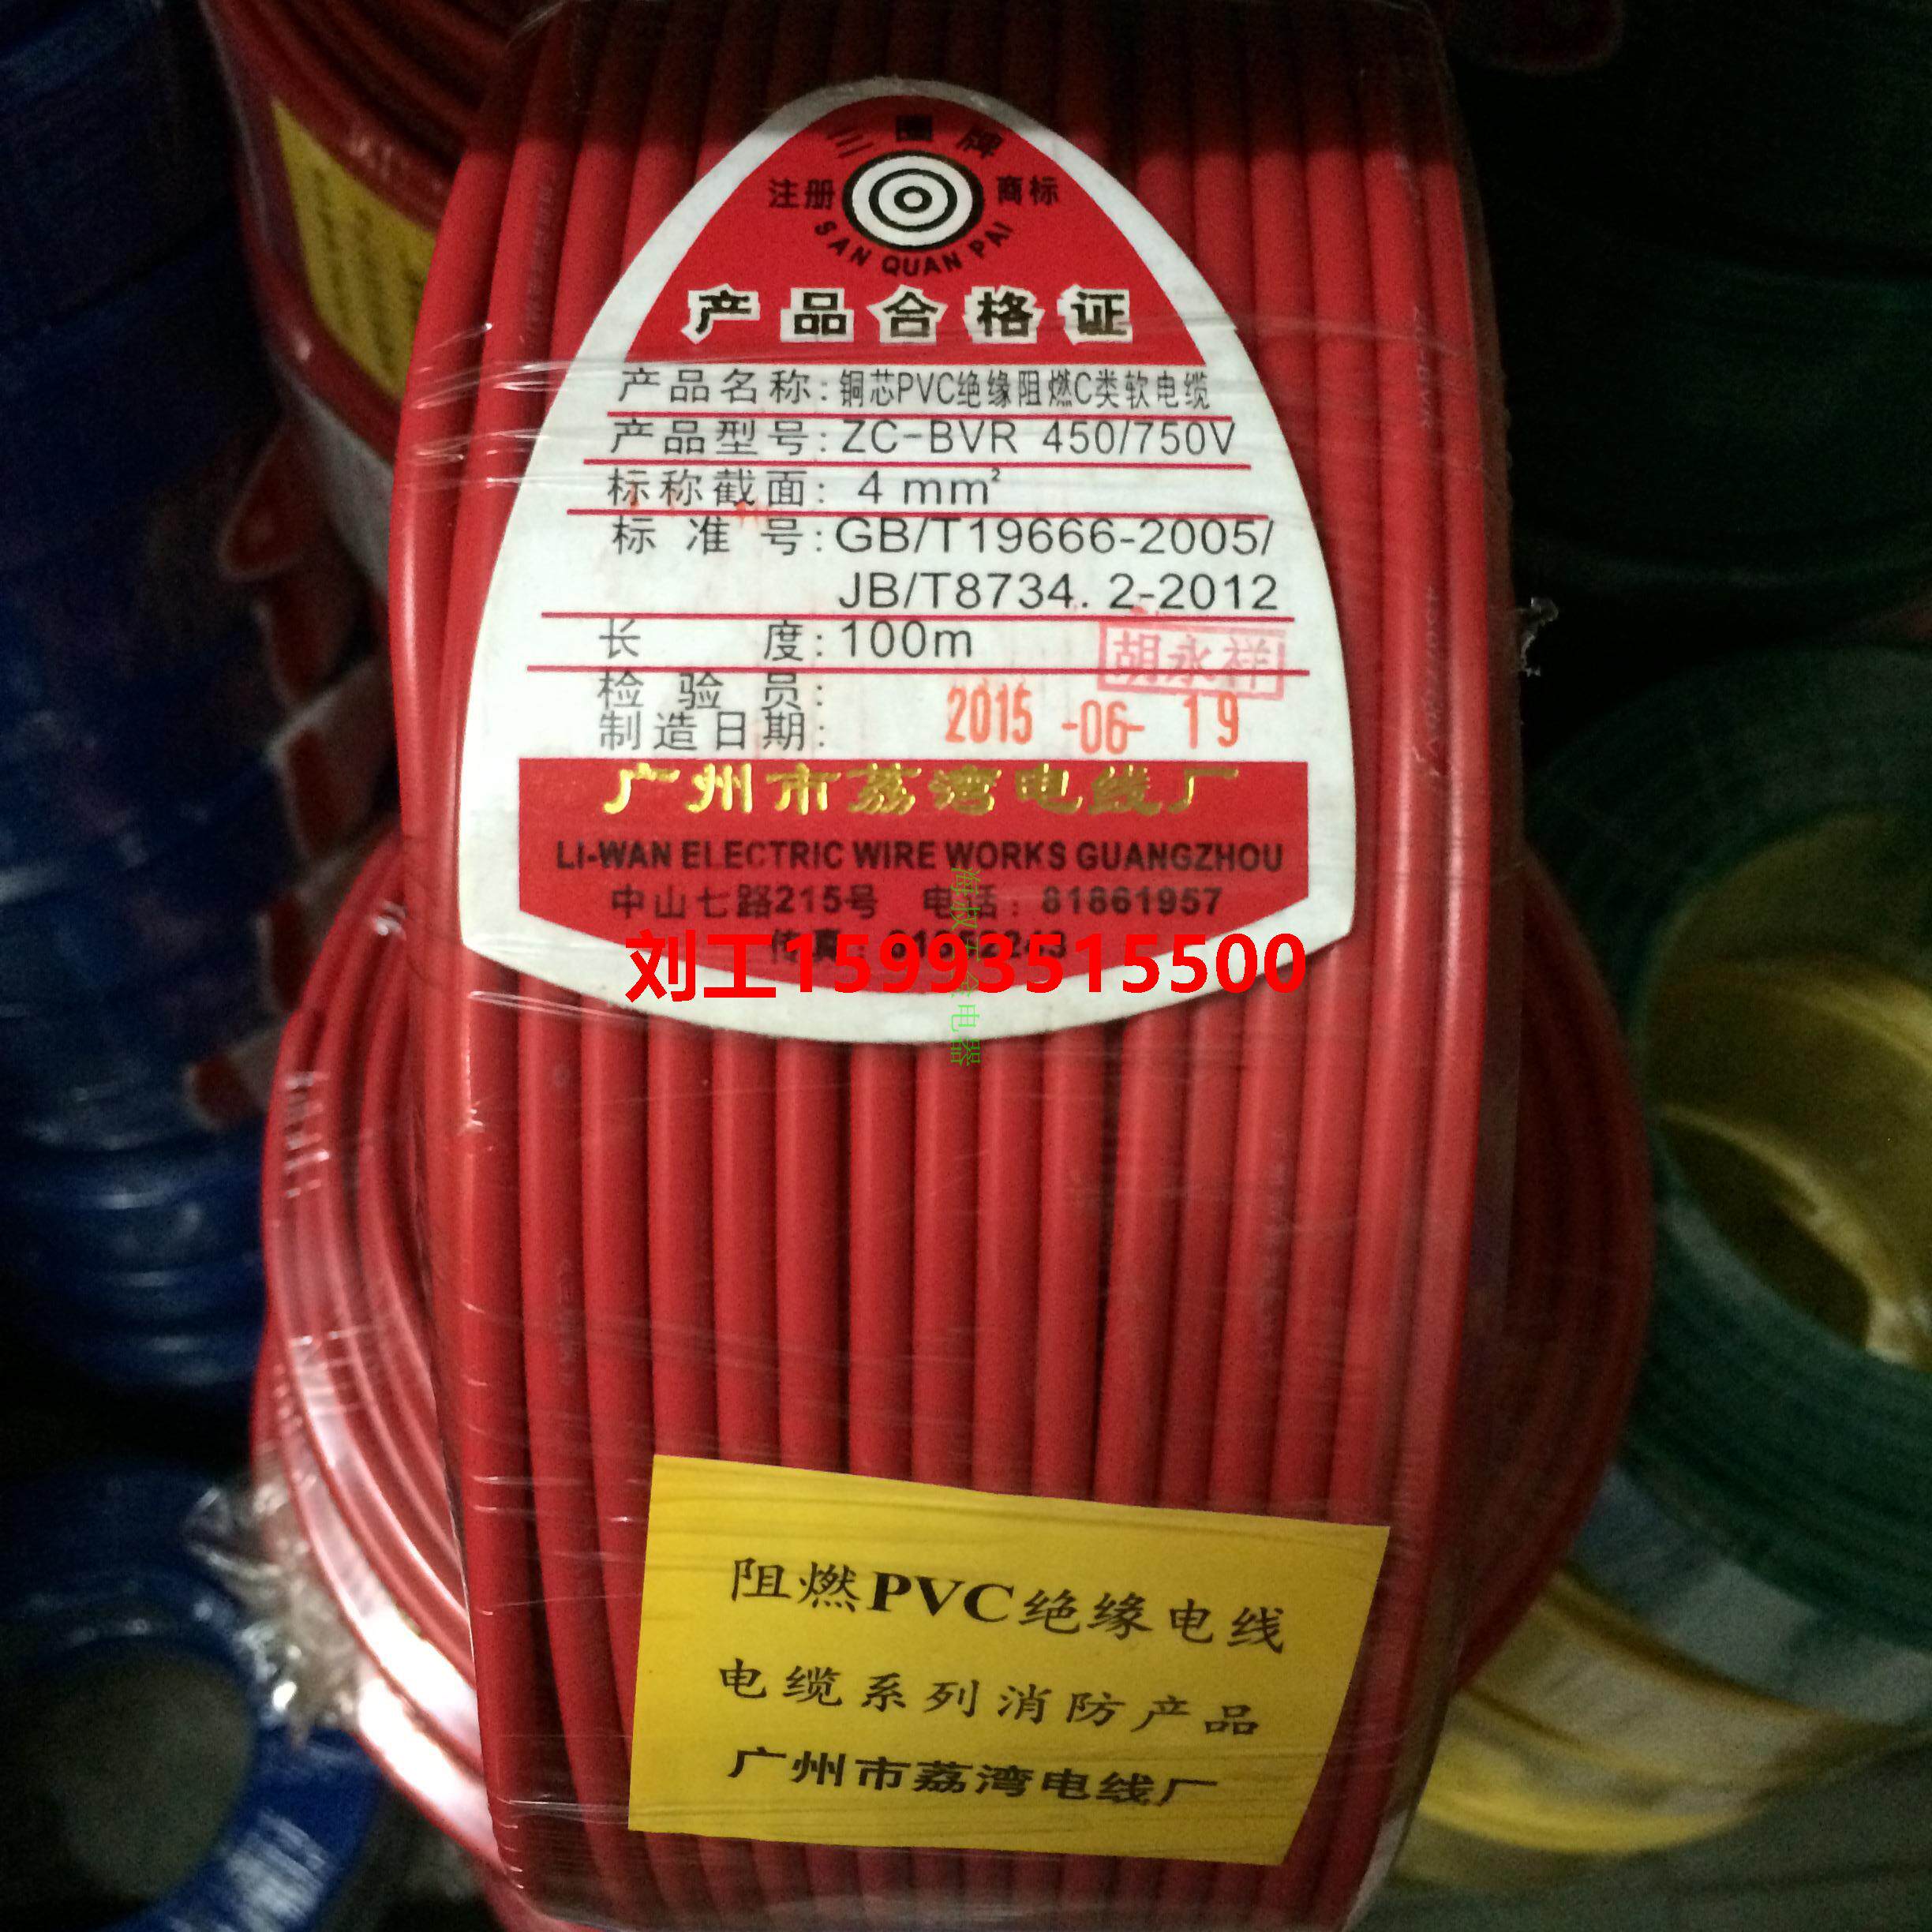 三圈牌
注册 商标
SAN QUAN PAI
产品合格证
产品名称:铜芯PVC绝缘阻燃C类软电缆
产品型号:ZC-BVR 450/750V
标称截面: 4 mm²
标准号:GB/T19666-2005/
JB/T8734.2-2012
长度:100m
胡永祥
检验员:
制造日期: 2015-06-19
广州市荔湾电线厂
LI-WAN ELECTRIC WIRE WORKS GUANGZHOU
中山七路215号 电话:81861957
传真:
刘工15993515500
阻燃PVC绝缘电线
电缆系列消防产品
广州市荔湾电线厂